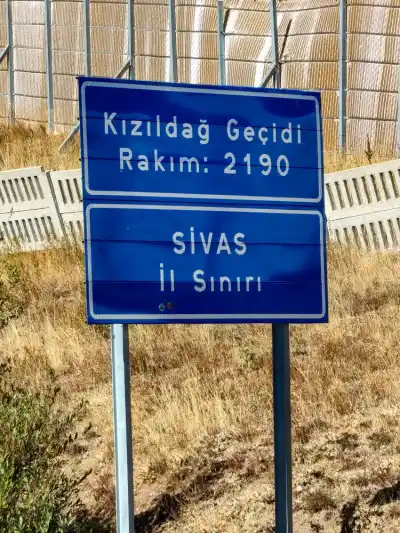 Kızıldağ Geçidi
Rakım: 2190
SİVAS
İl Sınırı